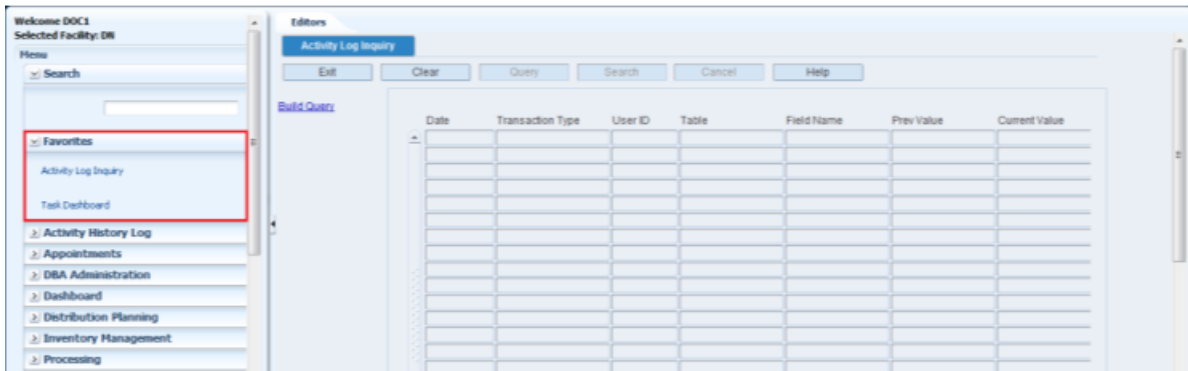 Welcome DOC1
Selected Facility: DN
Menu
Search
Favorites
Activity Log Inquiry
Task Dashboard
Activity History Log
Appointments
DBA Administration
Dashboard
Distribution Planning
Inventory Management
Processing
Editors
Activity Log Inquiry
Exit Clear Query Search Cancel Help
Build Query
Date Transaction Type User ID Table Field Name Prev Value Current Value